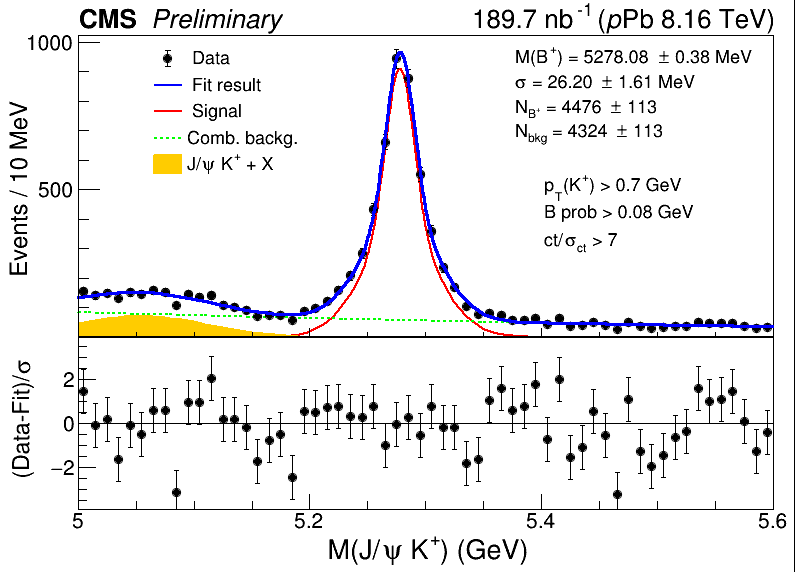 CMS Preliminary 189.7 nb⁻¹ (pPb 8.16 TeV)
1000
500
Events / 10 MeV
Data
Fit result
Signal
Comb. backg.
J/ψ K⁺ + X
M(B⁺) = 5278.08 ± 0.38 MeV
σ = 26.20 ± 1.61 MeV
N_B⁺ = 4476 ± 113
N_bkg = 4324 ± 113
p_T(K⁺) > 0.7 GeV
B prob > 0.08 GeV
ct/σ_ct > 7
(Data-Fit)/σ
2
0
−2
5 5.2 5.4 5.6
M(J/ψ K⁺) (GeV)